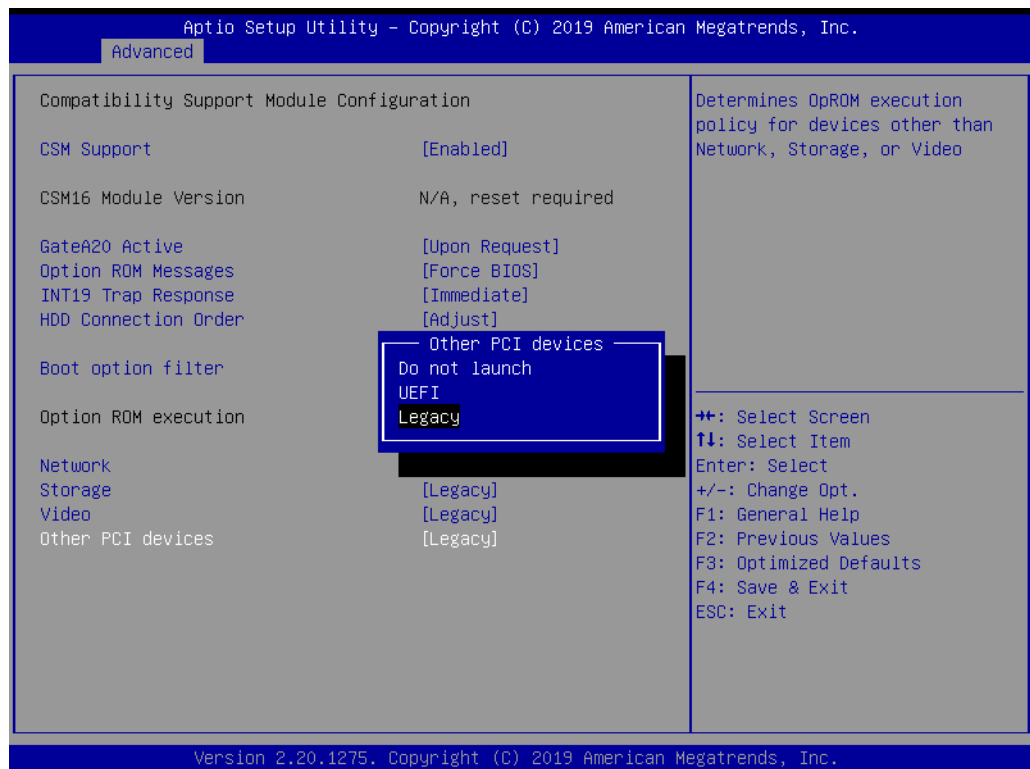 Aptio Setup Utility – Copyright (C) 2019 American Megatrends, Inc.
Advanced
Compatibility Support Module Configuration
CSM Support [Enabled]
CSM16 Module Version N/A, reset required
GateA20 Active [Upon Request]
Option ROM Messages [Force BIOS]
INT19 Trap Response [Immediate]
HDD Connection Order [Adjust]
Boot option filter
Option ROM execution
Network
Storage [Legacy]
Video [Legacy]
Other PCI devices [Legacy]
Other PCI devices
Do not launch
UEFI
Legacy
Determines OpROM execution
policy for devices other than
Network, Storage, or Video
→←: Select Screen
↑↓: Select Item
Enter: Select
+/-: Change Opt.
F1: General Help
F2: Previous Values
F3: Optimized Defaults
F4: Save & Exit
ESC: Exit
Version 2.20.1275. Copyright (C) 2019 American Megatrends, Inc.